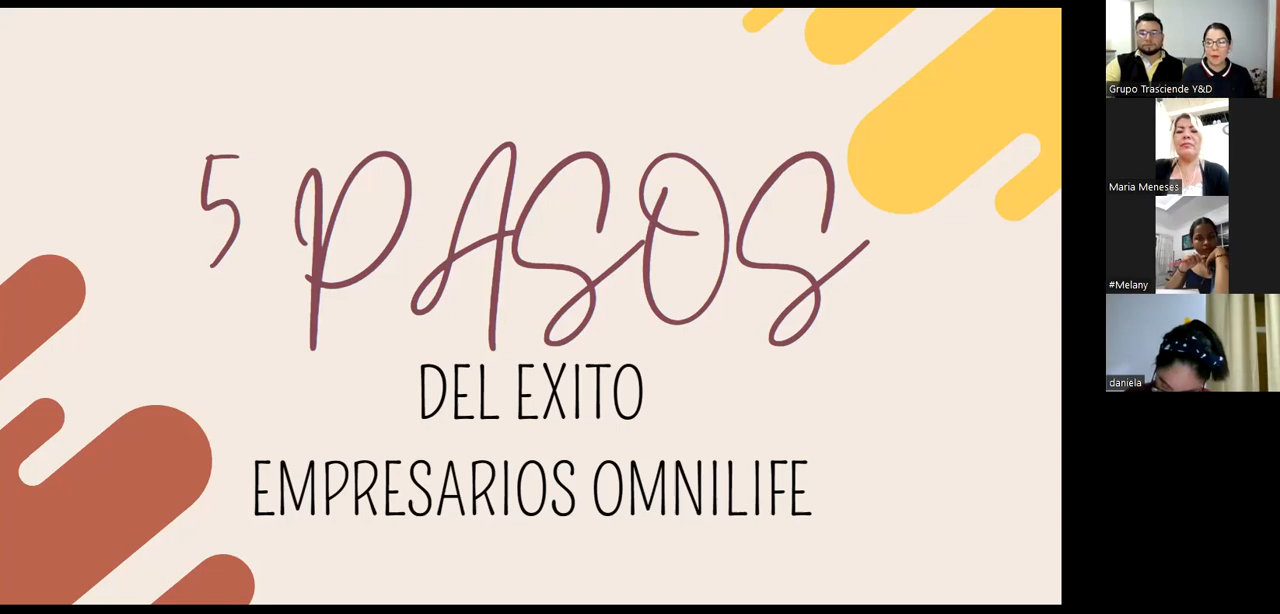 5 PASOS
DEL EXITO
EMPRESARIOS OMNILIFE
Grupo Trasciende Y&D
Maria Meneses
#Melany
daniela